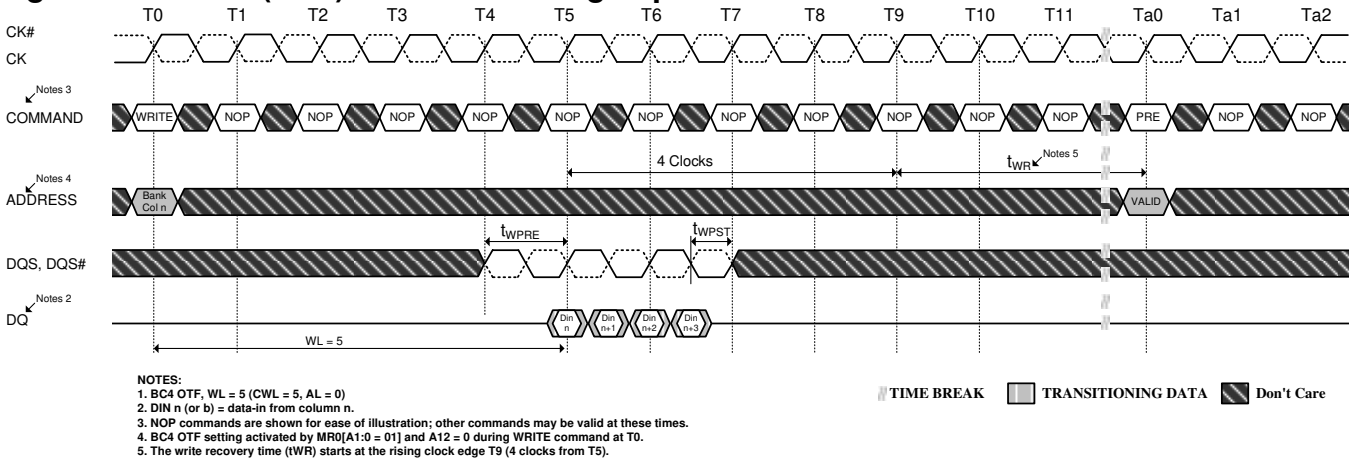 T0 T1 T2 T3 T4 T5 T6 T7 T8 T9 T10 T11 Ta0 Ta1 Ta2
CK#
CK
Notes 3
COMMAND
WRITE NOP NOP NOP NOP NOP NOP NOP NOP NOP NOP NOP PRE NOP NOP
4 Clocks
tWR Notes 5
Notes 4
ADDRESS
Bank
Col n
VALID
tWPRE tWPST
DQS, DQS#
Notes 2
DQ
Din
n
Din
n+1
Din
n+2
Din
n+3
WL = 5
NOTES:
1. BC4 OTF, WL = 5 (CWL = 5, AL = 0)
2. DIN n (or b) = data-in from column n.
3. NOP commands are shown for ease of illustration; other commands may be valid at these times.
4. BC4 OTF setting activated by MR0[A1:0 = 01] and A12 = 0 during WRITE command at T0.
5. The write recovery time (tWR) starts at the rising clock edge T9 (4 clocks from T5).
TIME BREAK TRANSITIONING DATA Don't Care